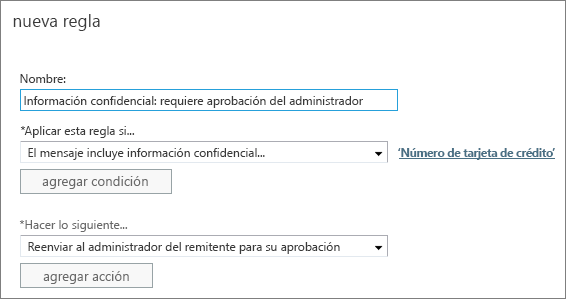 nueva regla
Nombre:
Información confidencial: requiere aprobación del administrador
*Aplicar esta regla si...
El mensaje incluye información confidencial... 'Número de tarjeta de crédito'
agregar condición
*Hacer lo siguiente...
Reenviar al administrador del remitente para su aprobación
agregar acción